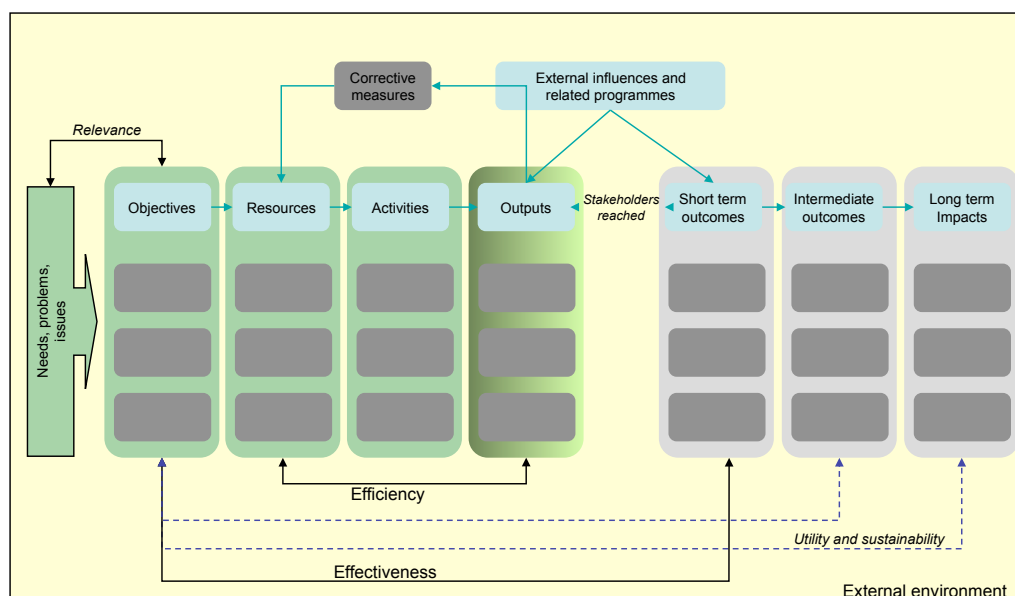 Corrective
measures
External influences and
related programmes
Relevance
Needs, problems,
issues
Objectives
Resources
Activities
Outputs
Stakeholders
reached
Short term
outcomes
Intermediate
outcomes
Long term
Impacts
Efficiency
Utility and sustainability
Effectiveness
External environment